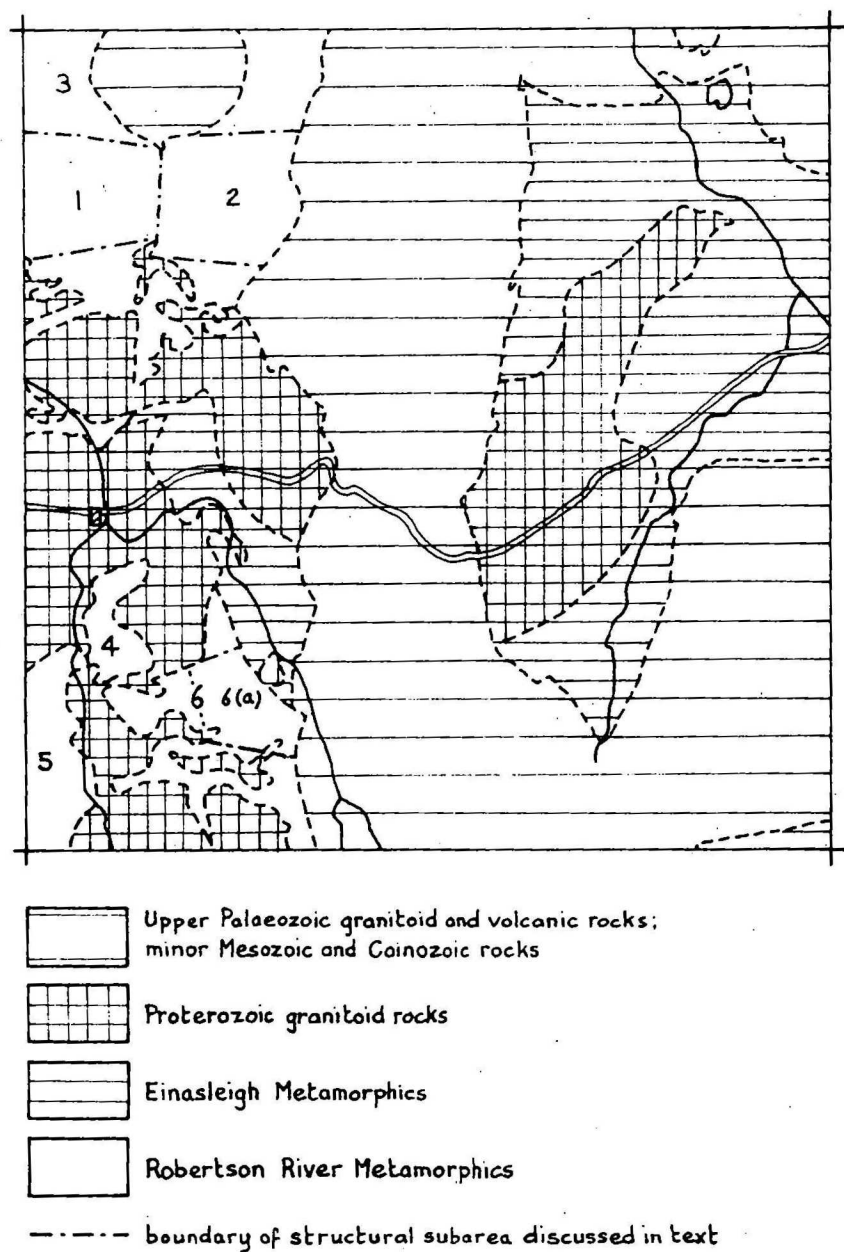 3
1
2
4
6 6(a)
5
Upper Palaeozoic granitoid and volcanic rocks;
minor Mesozoic and Cainozoic rocks
Proterozoic granitoid rocks
Einasleigh Metamorphics
Robertson River Metamorphics
boundary of structural subarea discussed in text